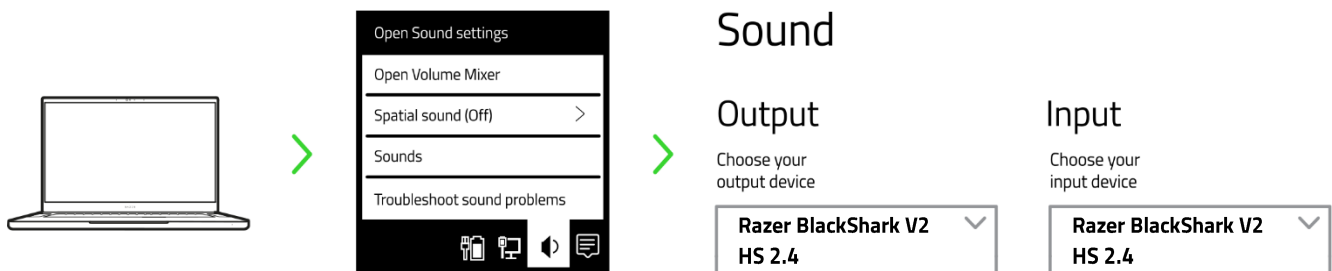 Open Sound settings
Open Volume Mixer
Spatial sound (Off)
Sounds
Troubleshoot sound problems
Sound
Output
Choose your
output device
Razer BlackShark V2
HS 2.4
Input
Choose your
input device
Razer BlackShark V2
HS 2.4